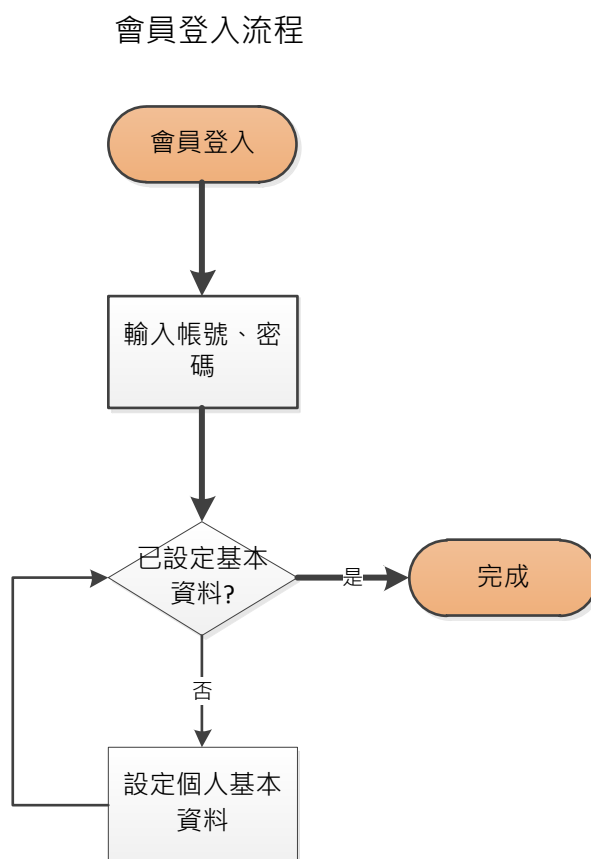 會員登入流程
會員登入
輸入帳號、密
碼
已設定基本
資料?
是
完成
否
設定個人基本
資料